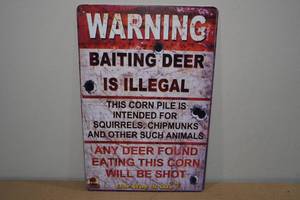 WARNING
BAITING DEER
IS ILLEGAL
THIS CORN PILE IS
INTENDED FOR
SQUIRRELS, CHIPMUNKS
AND OTHER SUCH ANIMALS
ANY DEER FOUND
EATING THIS CORN
WILL BE SHOT